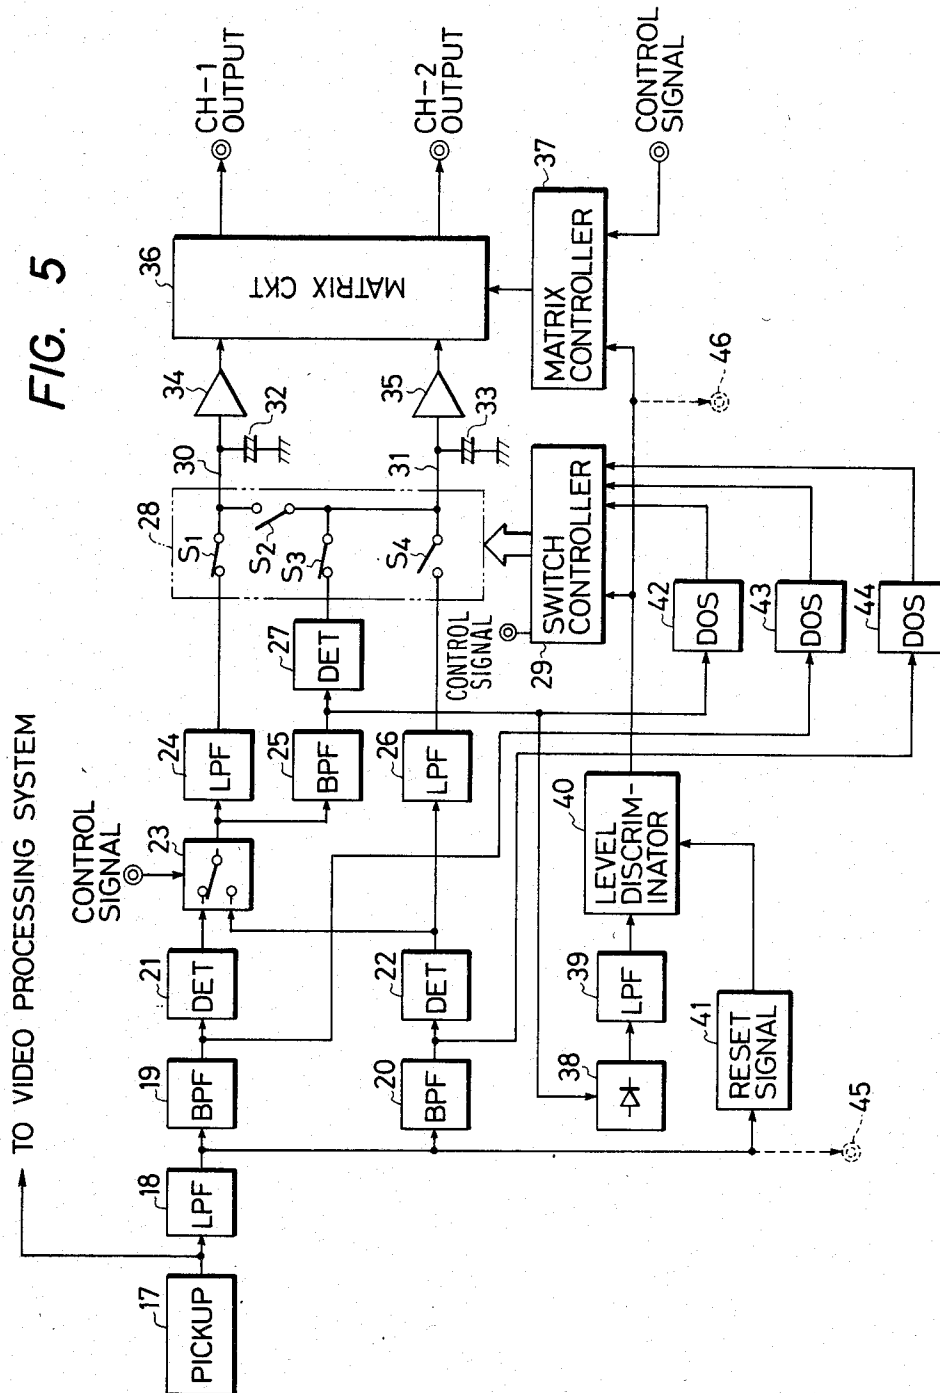 FIG. 5
TO VIDEO PROCESSING SYSTEM
17
PICKUP
18
LPF
19
BPF
20
BPF
21
DET
22
DET
CONTROL
SIGNAL
23
24
LPF
25
BPF
26
LPF
27
DET
28
S1
S2
S3
S4
30
31
32
33
34
35
36
MATRIX CKT
CH-1
OUTPUT
CH-2
OUTPUT
37
MATRIX
CONTROLLER
CONTROL
SIGNAL
CONTROL
SIGNAL
29
SWITCH
CONTROLLER
38
39
LPF
40
LEVEL
DISCRIM-
INATOR
41
RESET
SIGNAL
42
DOS
43
DOS
44
DOS
45
46